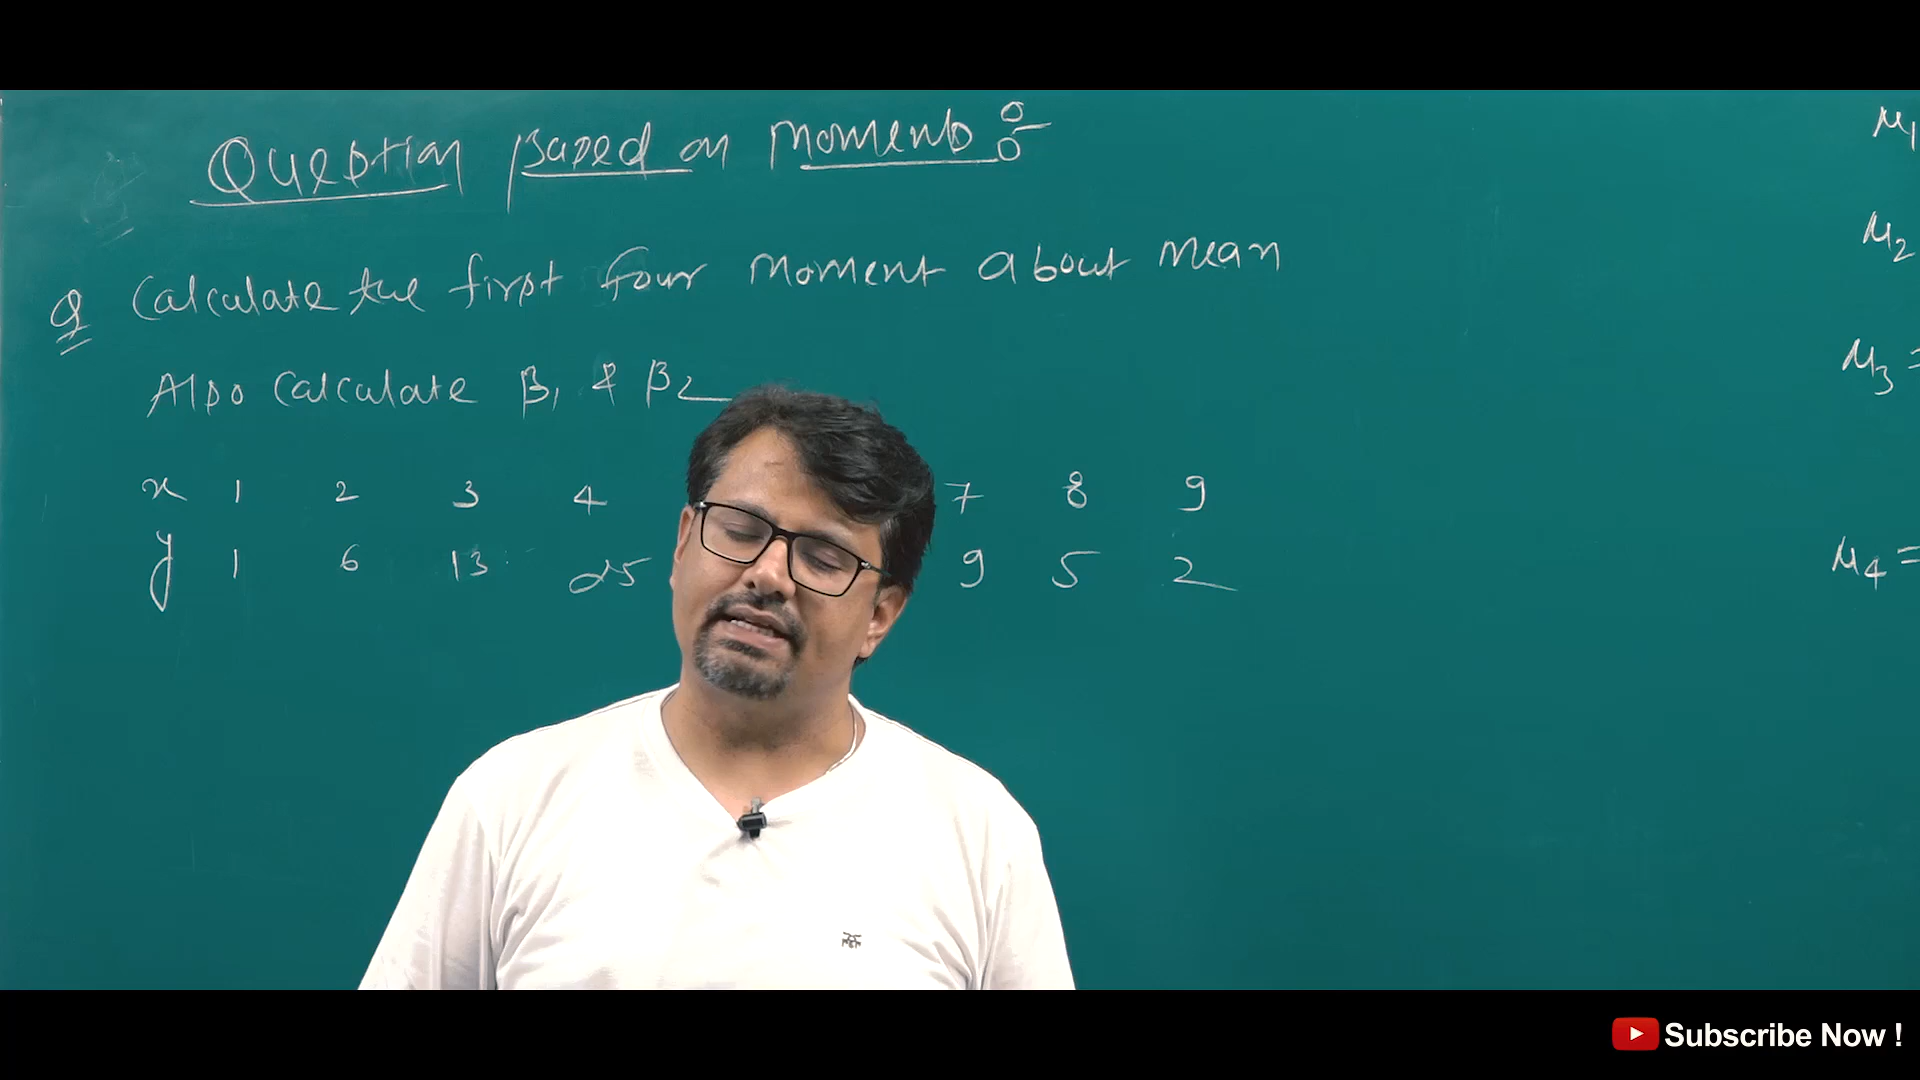 Question Based on Moments :-
Q Calculate the first four moment about mean
Also Calculate β1 & β2
x 1 2 3 4 7 8 9
y 1 6 13 25 9 5 2
μ1
μ2
μ3 =
μ4 =
Subscribe Now !